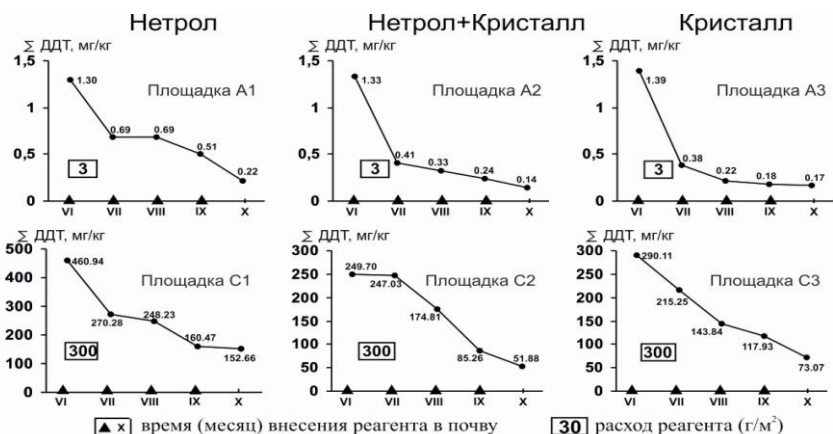 Нетрол Нетрол+Кристалл Кристалл
∑ ДДТ, мг/кг ∑ ДДТ, мг/кг ∑ ДДТ, мг/кг
1,5 1,5 1,5
1.30 1.33 1.39
Площадка А1 Площадка А2 Площадка А3
1 1 1
0.69 0.69 0.51 0.22
0.41 0.33 0.24 0.14
0.38 0.22 0.18 0.17
0,5 0,5 0,5
3 3 3
0 0 0
VI VII VIII IX X VI VII VIII IX X VI VII VIII IX X
∑ ДДТ, мг/кг ∑ ДДТ, мг/кг ∑ ДДТ, мг/кг
500 300 300
460.94 249.70 290.11
Площадка С1 Площадка С2 Площадка С3
400 250 250
270.28 248.23 160.47 152.66
247.03 174.81 85.26 51.88
215.25 143.84 117.93 73.07
300 200 200
200 150 150
300 300 300
100 100 100
50 50
0 0 0
VI VII VIII IX X VI VII VIII IX X VI VII VIII IX X
▲ x время (месяц) внесения реагента в почву 30 расход реагента (г/м²)